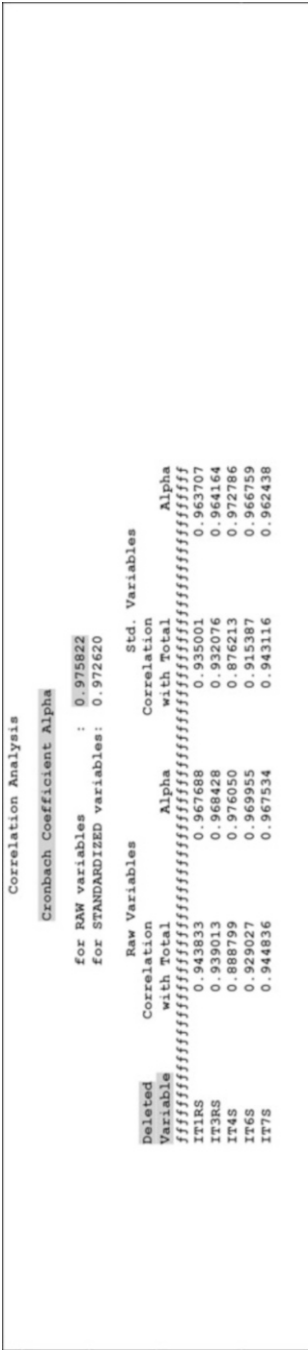 Correlation Analysis
Cronbach Coefficient Alpha
for RAW variables : 0.975822
for STANDARDIZED variables: 0.972620
Raw Variables Std. Variables
Deleted Correlation Correlation
Variable with Total Alpha with Total Alpha
ffffffffffffffffffffffffffffffffffffffffffffffffffffffffffffffffff
IT1RS 0.943833 0.967688 0.935001 0.963707
IT3RS 0.939013 0.968428 0.932076 0.964164
IT4S 0.888799 0.976050 0.876213 0.972786
IT6S 0.929027 0.969955 0.915387 0.966759
IT7S 0.944836 0.967534 0.943116 0.962438